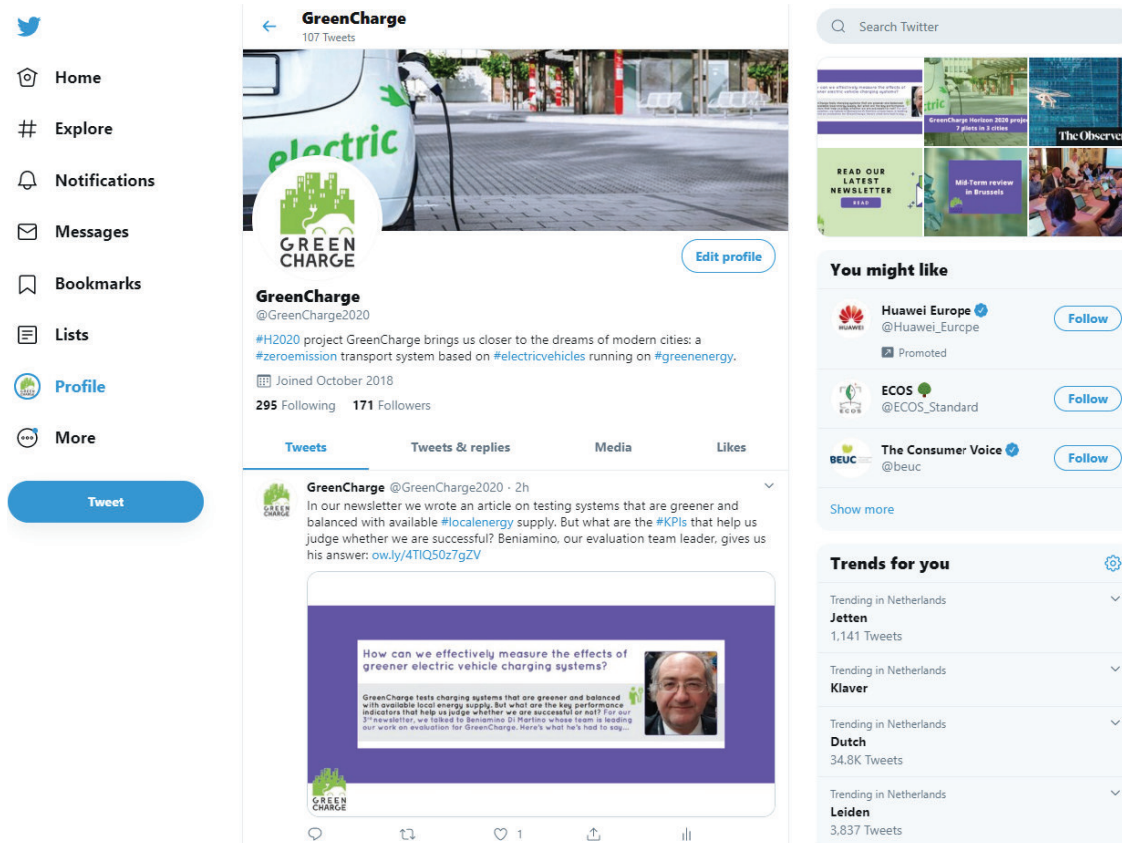 Home
Explore
Notifications
Messages
Bookmarks
Lists
Profile
More
Tweet
GreenCharge
107 Tweets
electric
GREEN
CHARGE
Edit profile
GreenCharge
@GreenCharge2020
#H2020 project GreenCharge brings us closer to the dreams of modern cities: a
#zeroemission transport system based on #electricvehicles running on #greenenergy.
Joined October 2018
295 Following 171 Followers
Tweets Tweets & replies Media Likes
GREEN
CHARGE
GreenCharge @GreenCharge2020 · 2h
In our newsletter we wrote an article on testing systems that are greener and
balanced with available #localenergy supply. But what are the #KPIs that help us
judge whether we are successful? Beniamino, our evaluation team leader, gives us
his answer: ow.ly/4TIQ50z7gZV
How can we effectively measure the effects of
greener electric vehicle charging systems?
GreenCharge tests charging systems that are greener and balanced
with available local energy supply. But what are the key performance
indicators that help us judge whether we are successful or not? For our
3rd newsletter, we talked to Beniamino Di Martino whose team is leading
our work on evaluation for GreenCharge. Here's what he's had to say...
GREEN
CHARGE
1
Search Twitter
tric
GreenCharge Horizon 2020 proje
7 pilots in 3 cities
The Observer
READ OUR
LATEST
NEWSLETTER
READ
Mid-Term review
in Brussels
You might like
HUAWEI
Huawei Europe
@Huawei_Europe
Promoted
Follow
ECOS
ECOS
@ECOS_Standard
Follow
BEUC
The Consumer Voice
@beuc
Follow
Show more
Trends for you
Trending in Netherlands
Jetten
1,141 Tweets
Trending in Netherlands
Klaver
Trending in Netherlands
Dutch
34.8K Tweets
Trending in Netherlands
Leiden
3,837 Tweets